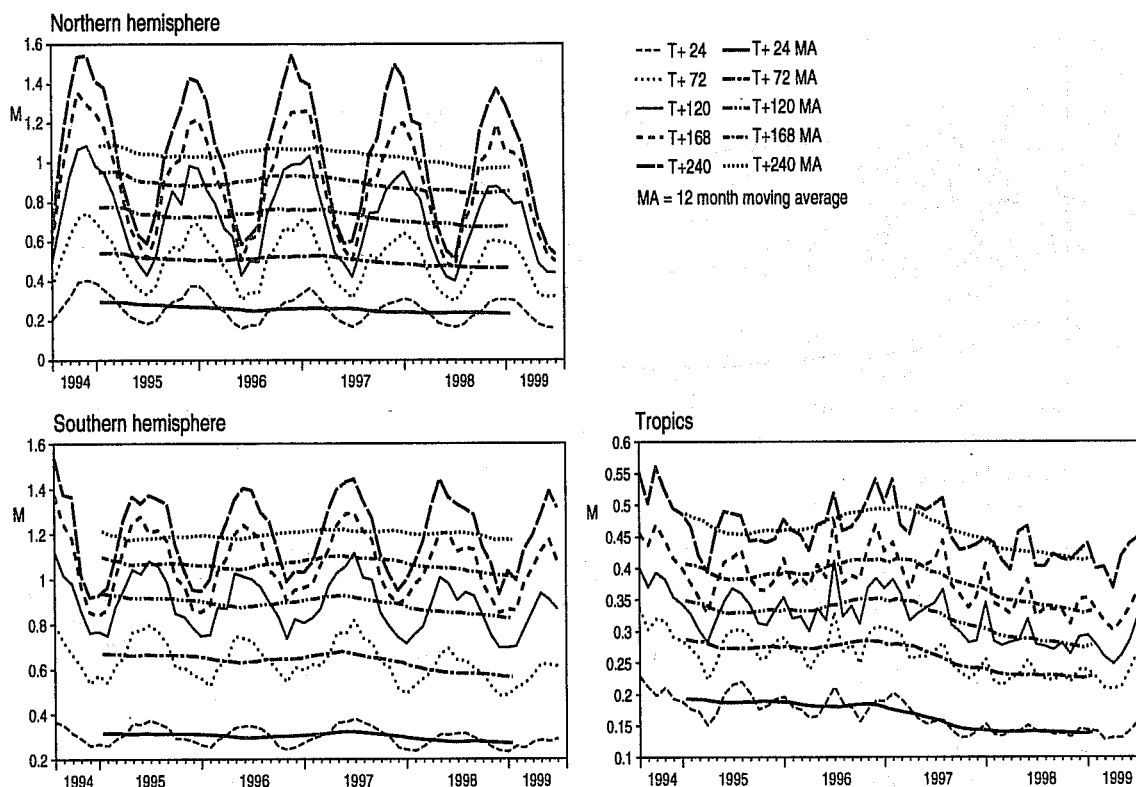 Northern hemisphere
1.6
1.4
M
1.2
1
0.8
0.6
0.4
0.2
0
1994 1995 1996 1997 1998 1999
T+ 24 T+ 24 MA
T+ 72 T+ 72 MA
T+120 T+120 MA
T+168 T+168 MA
T+240 T+240 MA
MA = 12 month moving average
Southern hemisphere
1.6
1.4
M
1.2
1
0.8
0.6
0.4
0.2
1994 1995 1996 1997 1998 1999
Tropics
0.6
0.55
0.5
M
0.45
0.4
0.35
0.3
0.25
0.2
0.15
0.1
1994 1995 1996 1997 1998 1999